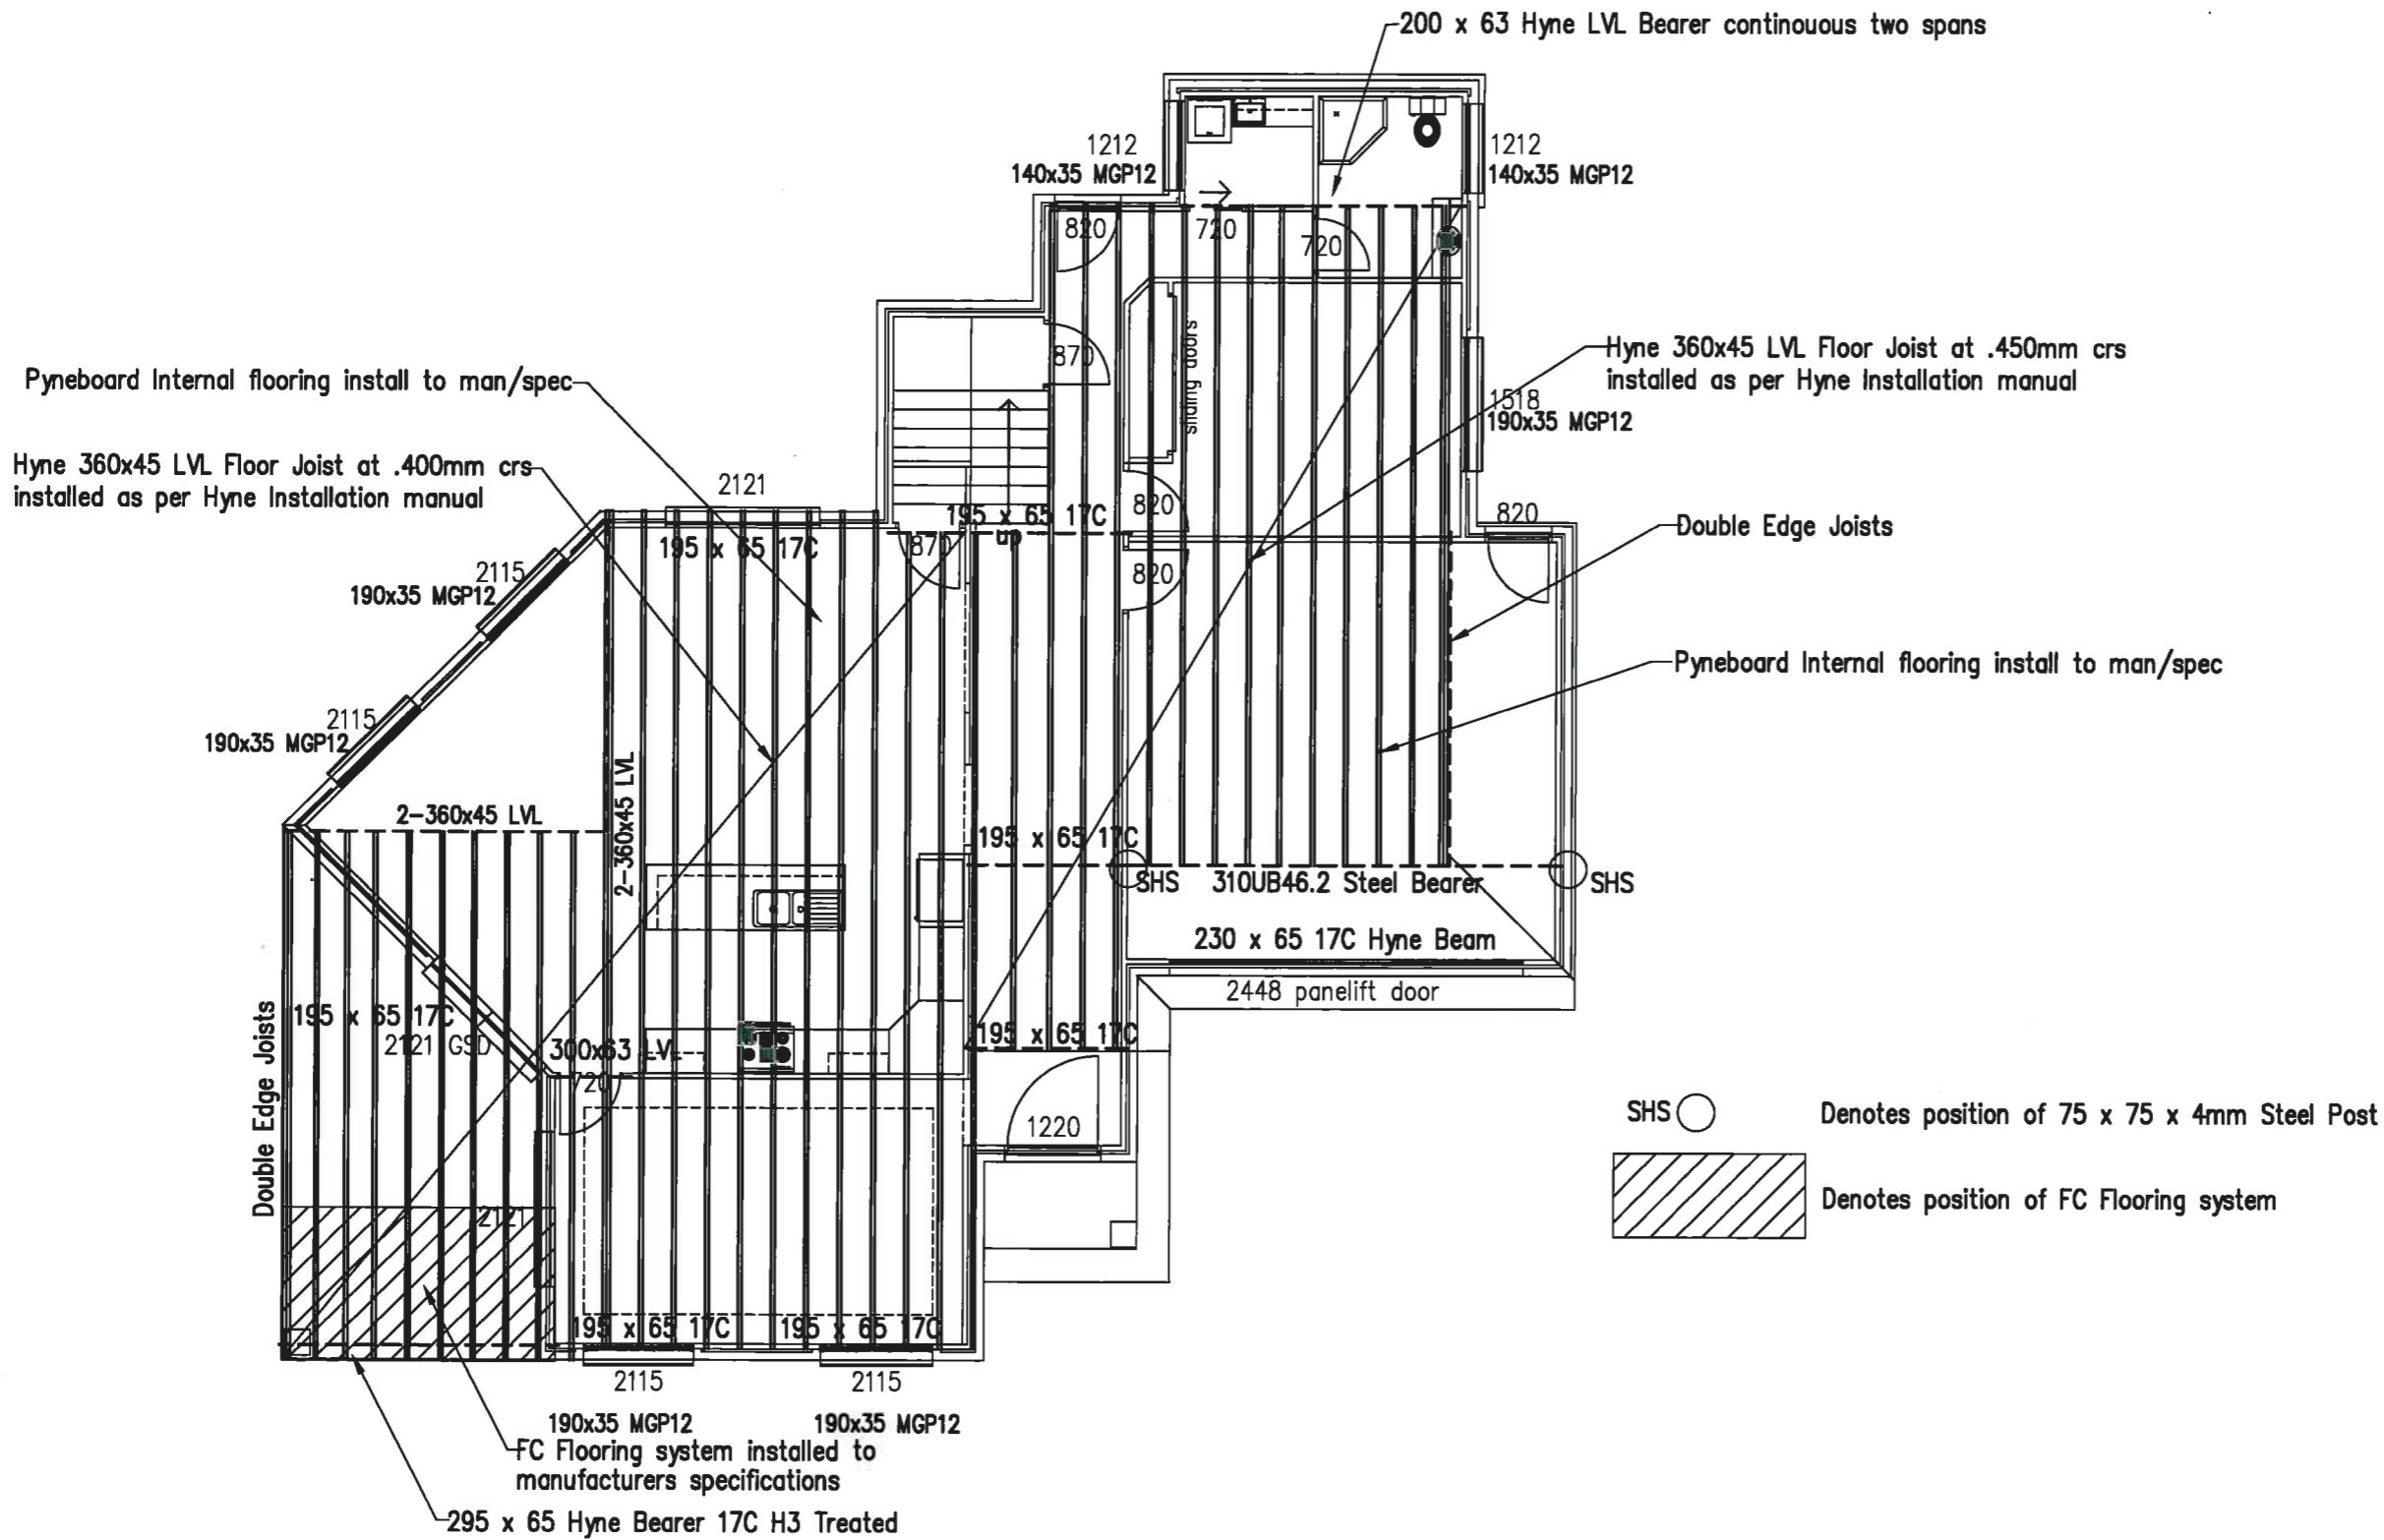 200 x 63 Hyne LVL Bearer continouous two spans
1212
140x35 MGP12
1212
140x35 MGP12
820
720
720
870
sliding doors
Hyne 360x45 LVL Floor Joist at .450mm crs
installed as per Hyne Installation manual
1518
190x35 MGP12
Pyneboard Internal flooring install to man/spec
Hyne 360x45 LVL Floor Joist at .400mm crs
installed as per Hyne Installation manual
2121
195 x 65 17C
870
195 x 65 17C
up
820
820
820
Double Edge Joists
2115
190x35 MGP12
Pyneboard Internal flooring install to man/spec
2115
190x35 MGP12
2-360x45 LVL
2-360x45 LVL
195 x 65 17C
SHS
310UB46.2 Steel Bearer
SHS
230 x 65 17C Hyne Beam
2448 panelift door
Double Edge Joists
195 x 65 17C
2121 GSD
300x63 LVL
720
195 x 65 17C
1220
SHS
Denotes position of 75 x 75 x 4mm Steel Post
Denotes position of FC Flooring system
2121
195 x 65 17C
195 x 65 17C
2115
2115
190x35 MGP12
190x35 MGP12
FC Flooring system installed to
manufacturers specifications
295 x 65 Hyne Bearer 17C H3 Treated